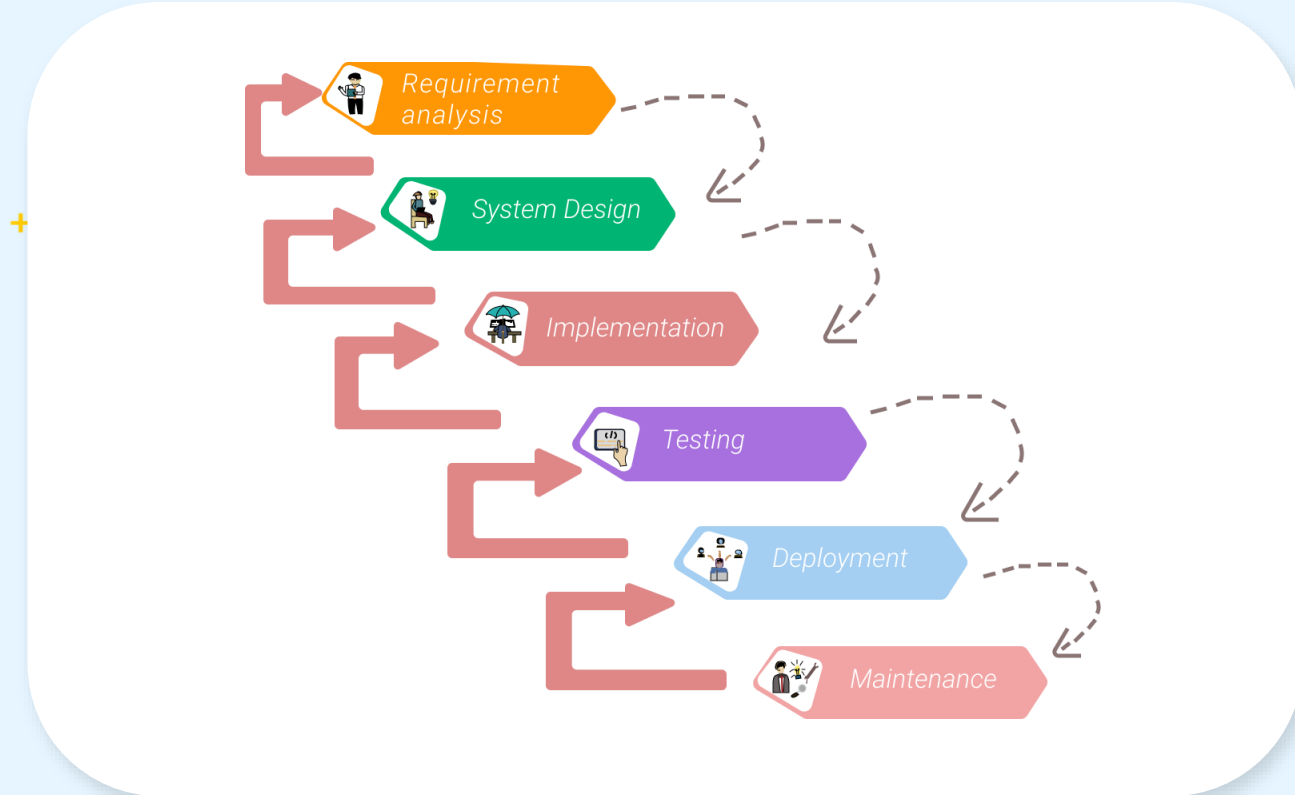 Requirement
analysis
System Design
Implementation
Testing
Deployment
Maintenance